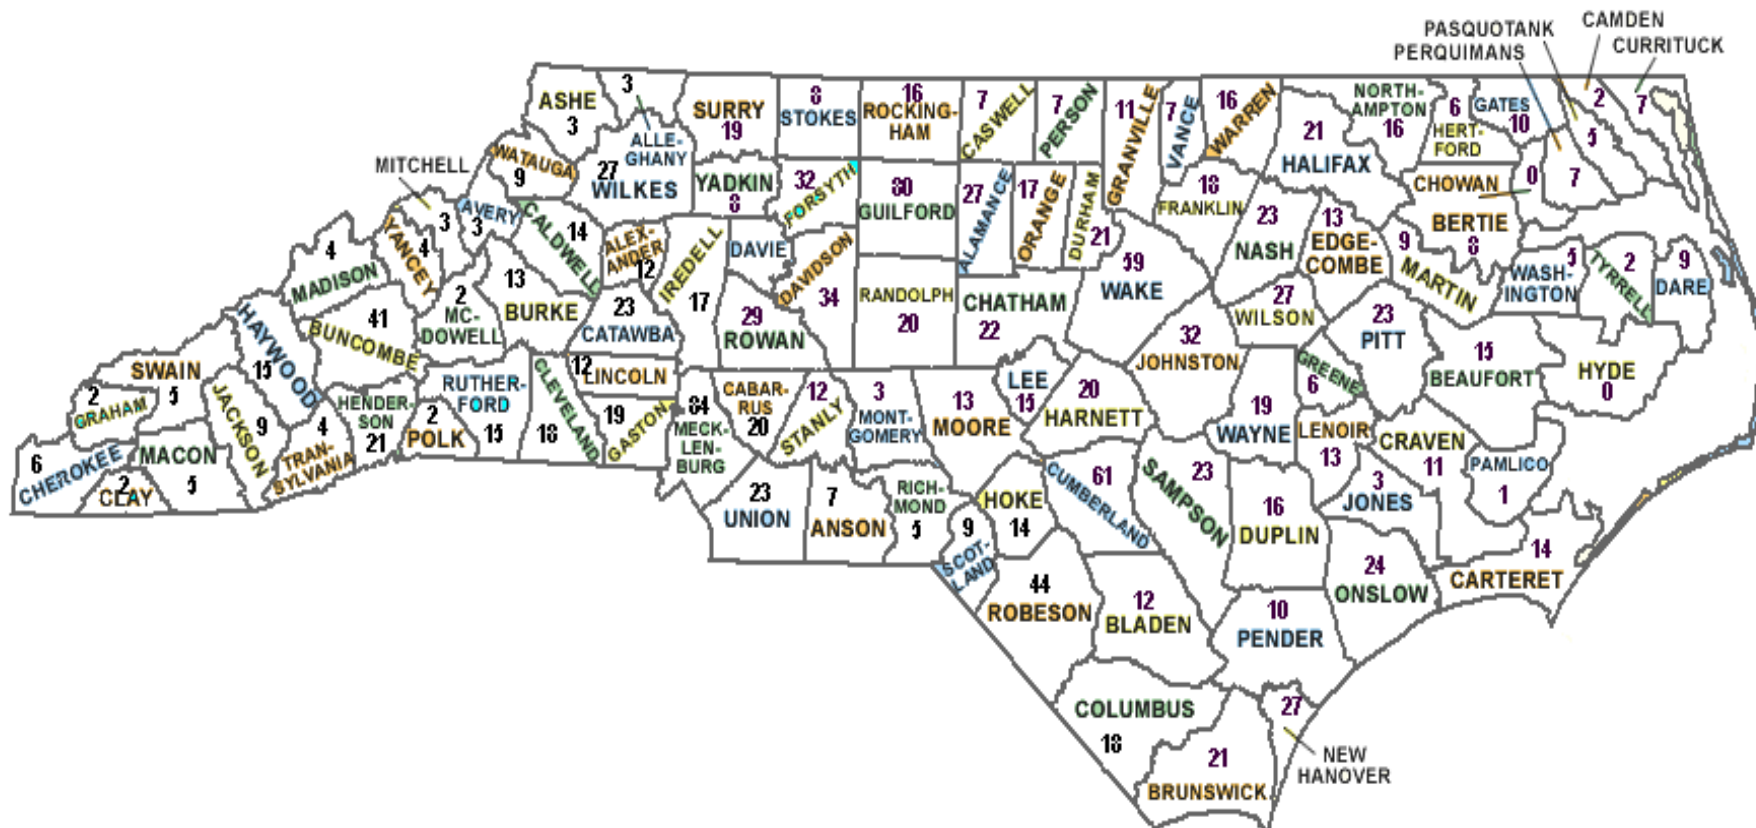 CAMDEN
PASQUOTANK
CURRITUCK
PERQUIMANS
ASHE
3
3
ALLE-
GHANY
SURRY
19
8
STOKES
16
ROCKING-
HAM
7
CASWELL
7
PERSON
11
GRANVILLE
7
VANCE
16
WARREN
NORTH-
AMPTON
16
6
HERT-
FORD
GATES
10
2
5
7
7
MITCHELL
WATAUGA
9
27
WILKES
YADKIN
8
32
FORSYTH
80
GUILFORD
27
ALAMANCE
17
ORANGE
DURHAM
21
18
FRANKLIN
21
HALIFAX
CHOWAN
0
BERTIE
8
3
AVERY
3
CALDWELL
14
ALEX-
ANDER
12
IREDELL
17
DAVIE
DAVIDSON
34
RANDOLPH
20
CHATHAM
22
59
WAKE
23
NASH
13
EDGE-
COMBE
9
MARTIN
5
WASH-
INGTON
2
TYRRELL
9
DARE
4
MADISON
YANCEY
4
2
MC-
DOWELL
13
BURKE
23
CATAWBA
29
ROWAN
32
JOHNSTON
27
WILSON
23
PITT
15
BEAUFORT
HYDE
0
HAYWOOD
15
41
BUNCOMBE
SWAIN
5
2
GRAHAM
JACKSON
9
HENDER-
SON
21
RUTHER-
FORD
15
2
POLK
CLEVELAND
18
12
LINCOLN
19
GASTON
84
MECK-
LEN-
BURG
CABAR-
RUS
20
12
STANLY
3
MONT-
GOMERY
13
MOORE
LEE
15
20
HARNETT
19
WAYNE
GREENE
6
LENOIR
13
CRAVEN
11
PAMLICO
1
6
CHEROKEE
2
CLAY
MACON
5
4
TRAN-
SYLVANIA
23
UNION
7
ANSON
RICH-
MOND
5
9
SCOT-
LAND
HOKE
14
61
CUMBERLAND
23
SAMPSON
16
DUPLIN
3
JONES
24
ONSLOW
14
CARTERET
44
ROBESON
12
BLADEN
10
PENDER
COLUMBUS
18
21
BRUNSWICK
27
NEW
HANOVER